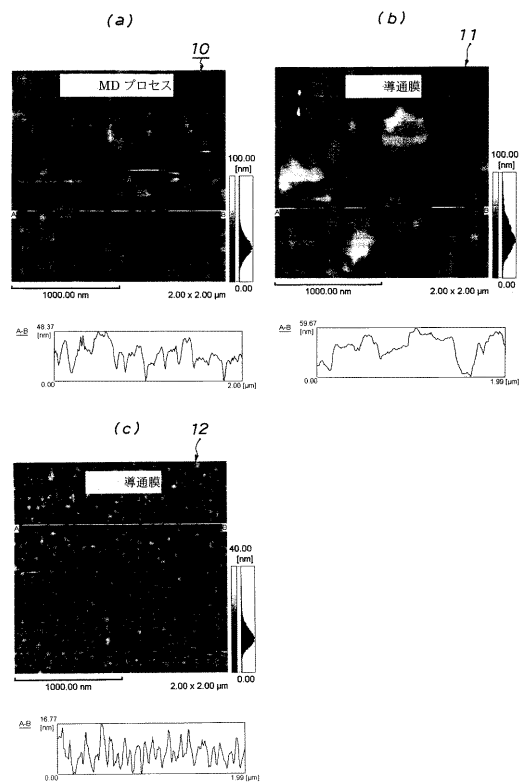 (a)
10
MD プロセス
100.00
[nm]
A
B
0.00
1000.00 nm
2.00 x 2.00 µm
A-B
48.37
[nm]
0.00
2.00 [µm]
(b)
11
導通膜
100.00
[nm]
A
B
0.00
1000.00 nm
2.00 x 2.00 µm
A-B
59.67
[nm]
0.00
1.99 [µm]
(c)
12
導通膜
A
B
40.00
[nm]
0.00
1000.00 nm
2.00 x 2.00 µm
A-B
16.77
[nm]
0.00
1.99 [µm]